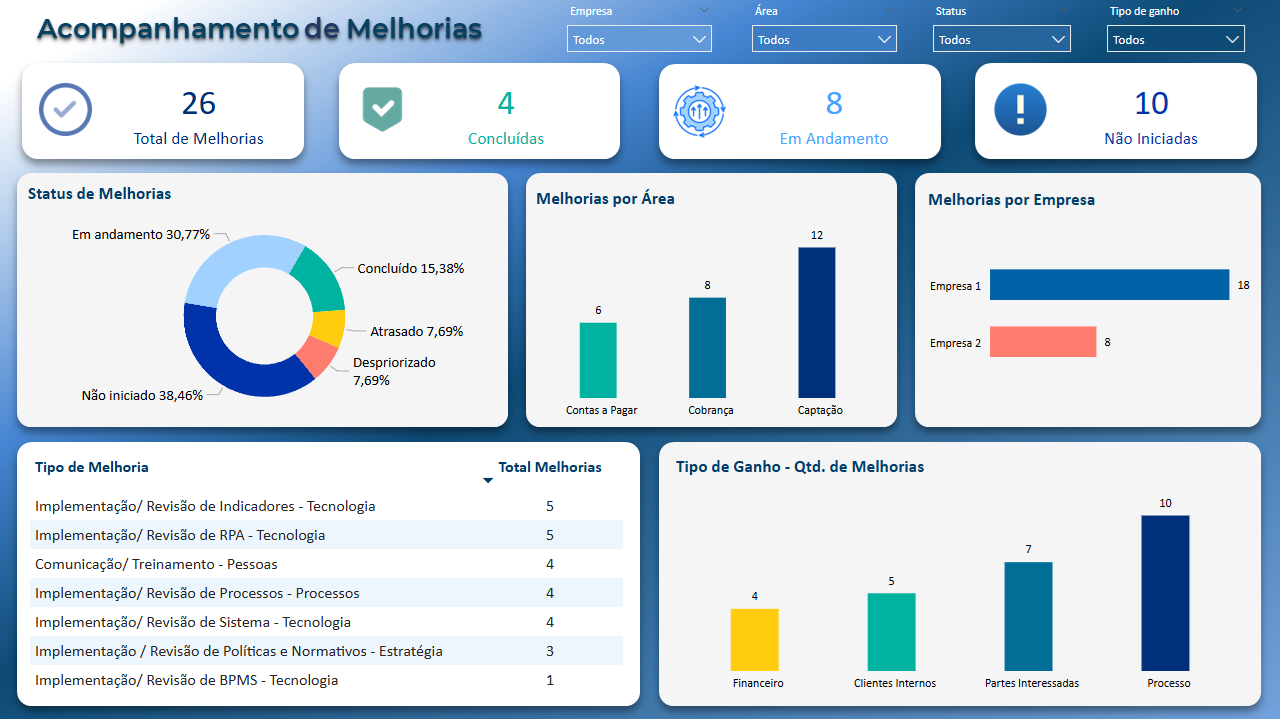 Acompanhamento de Melhorias
Empresa
Todos
Área
Todos
Status
Todos
Tipo de ganho
Todos
26
Total de Melhorias
4
Concluídas
8
Em Andamento
10
Não Iniciadas
Status de Melhorias
Em andamento 30,77%
Concluído 15,38%
Atrasado 7,69%
Despriorizado
7,69%
Não iniciado 38,46%
Melhorias por Área
12
8
6
Contas a Pagar
Cobrança
Captação
Melhorias por Empresa
Empresa 1
18
Empresa 2
8
Tipo de Melhoria
Total Melhorias
Implementação/ Revisão de Indicadores - Tecnologia
5
Implementação/ Revisão de RPA - Tecnologia
5
Comunicação/ Treinamento - Pessoas
4
Implementação/ Revisão de Processos - Processos
4
Implementação/ Revisão de Sistema - Tecnologia
4
Implementação / Revisão de Políticas e Normativos - Estratégia
3
Implementação/ Revisão de BPMS - Tecnologia
1
Tipo de Ganho - Qtd. de Melhorias
10
7
5
4
Financeiro
Clientes Internos
Partes Interessadas
Processo